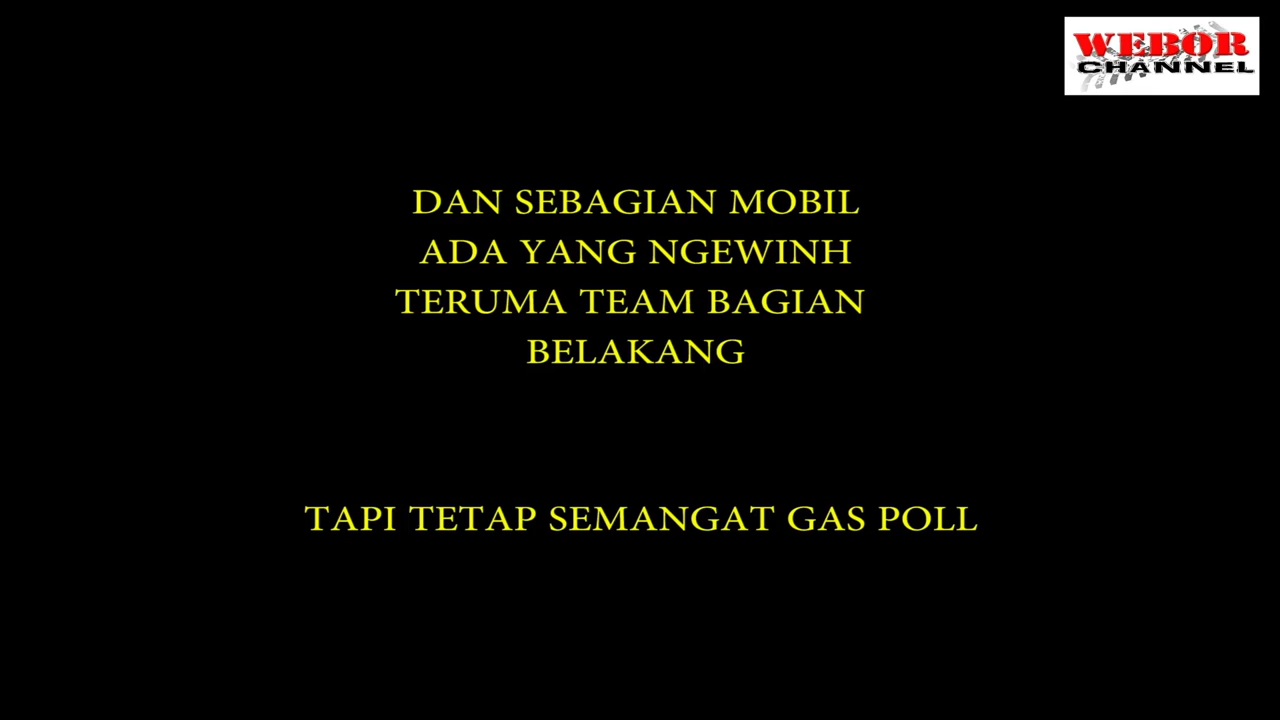 WEBOR
CHANNEL
DAN SEBAGIAN MOBIL
ADA YANG NGEWINH
TERUMA TEAM BAGIAN
BELAKANG
TAPI TETAP SEMANGAT GAS POLL